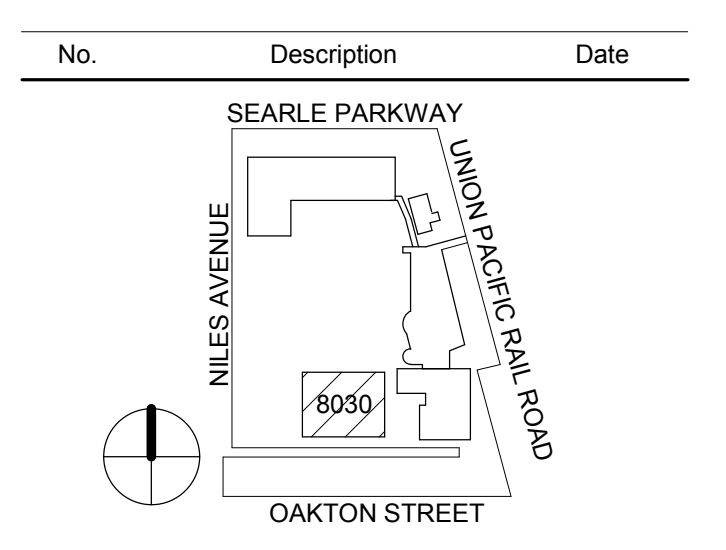 No. Description Date
SEARLE PARKWAY
UNION PACIFIC RAIL ROAD
NILES AVENUE
8030
OAKTON STREET